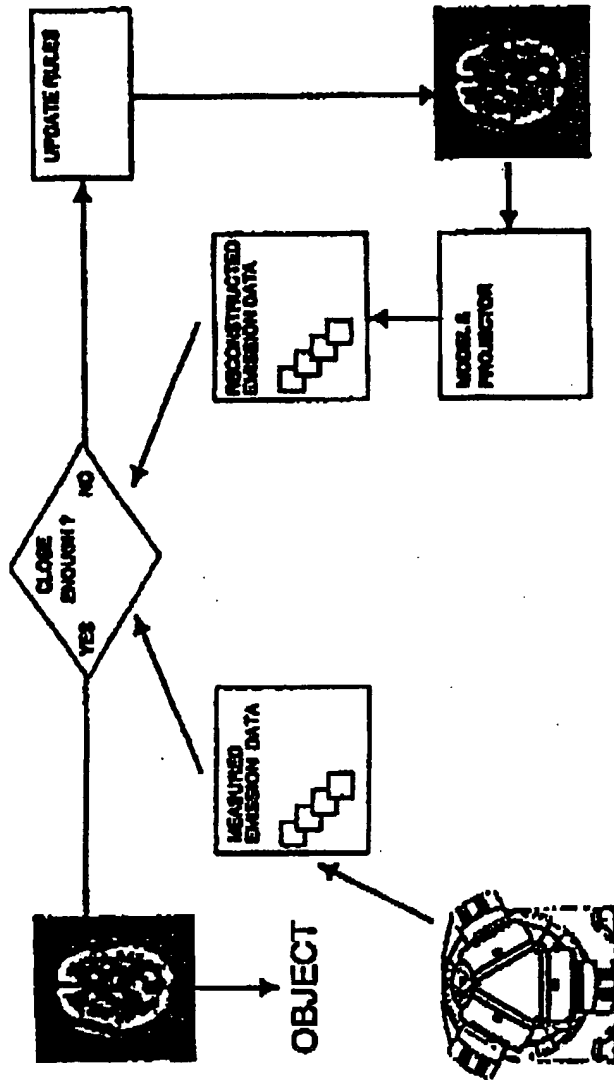 CLOSE
ENOUGH ?
YES
NO
UPDATE RULES
MEASURED
EMISSION DATA
RECONSTRUCTED
EMISSION DATA
OBJECT
MODEL &
PROJECTOR